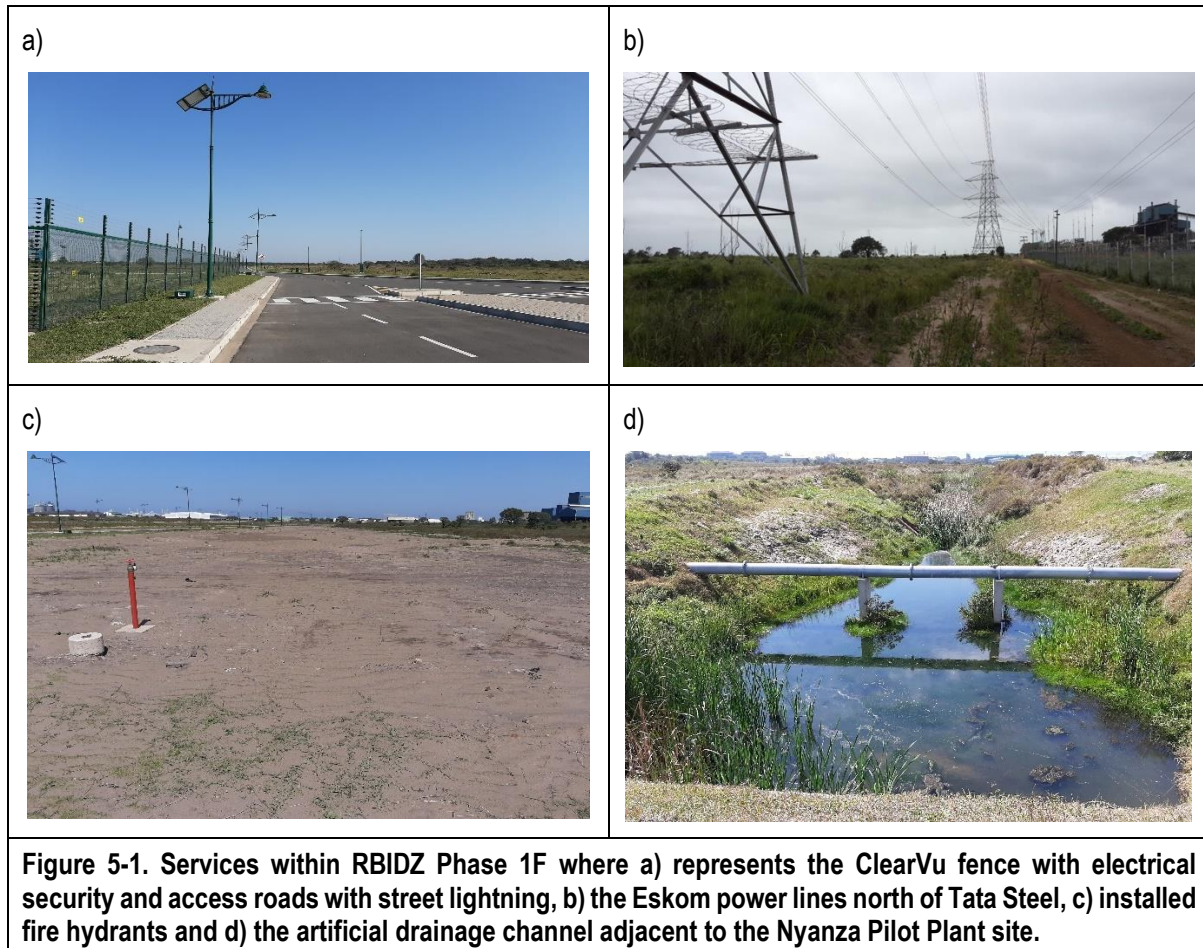 a)
b)
c)
d)
Figure 5-1. Services within RBIDZ Phase 1F where a) represents the ClearVu fence with electrical
security and access roads with street lightning, b) the Eskom power lines north of Tata Steel, c) installed
fire hydrants and d) the artificial drainage channel adjacent to the Nyanza Pilot Plant site.